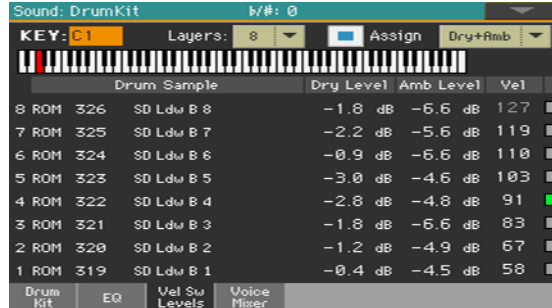 Sound: DrumKit b/#: 0
KEY: C1 Layers: 8 Assign Dry+Amb
Drum Sample Dry Level Amb Level Vel
8 ROM 326 SD Ldw B 8 -1.8 dB -6.6 dB 127
7 ROM 325 SD Ldw B 7 -2.2 dB -5.6 dB 119
6 ROM 324 SD Ldw B 6 -0.9 dB -6.6 dB 110
5 ROM 323 SD Ldw B 5 -3.0 dB -4.6 dB 103
4 ROM 322 SD Ldw B 4 -2.8 dB -4.8 dB 91
3 ROM 321 SD Ldw B 3 -1.8 dB -6.6 dB 83
2 ROM 320 SD Ldw B 2 -1.2 dB -4.9 dB 67
1 ROM 319 SD Ldw B 1 -0.4 dB -4.5 dB 58
Drum Kit EQ Vel Sw Levels Voice Mixer